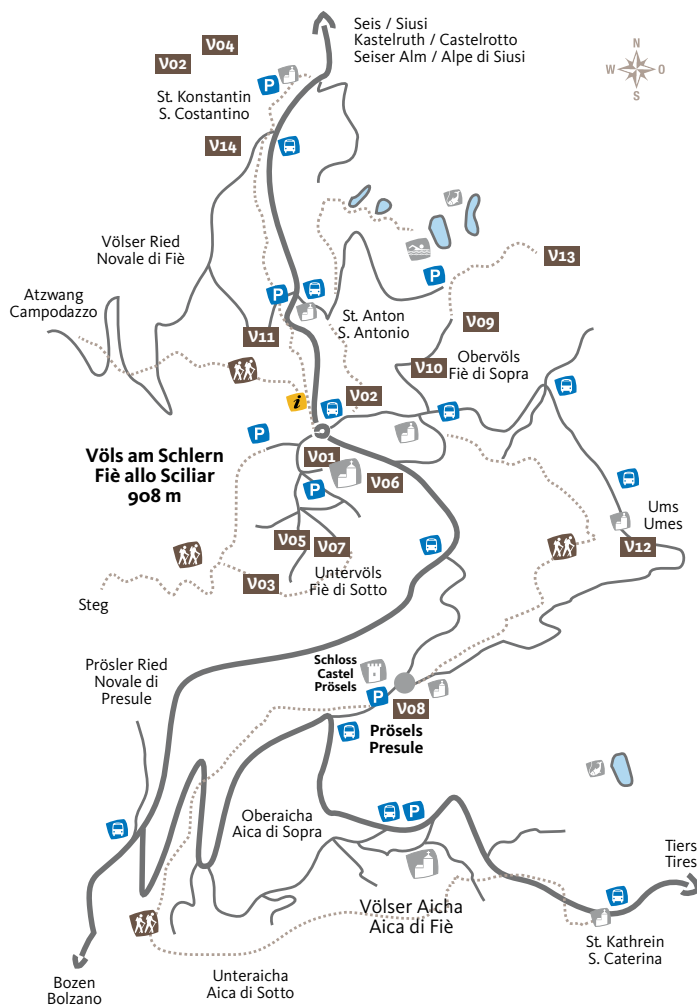 Seis / Siusi
Kastelruth / Castelrotto
Seiser Alm / Alpe di Siusi
N
W
O
S
V04
V02
P
St. Konstantin
S. Costantino
V14
Völser Ried
Novale di Fiè
V13
P
Atzwang
Campodazzo
P
St. Anton
S. Antonio
V09
V11
V10
Obervöls
Fiè di Sopra
i
V02
P
Völs am Schlern
Fiè allo Sciliar
908 m
V01
V06
P
Ums
Umes
V05
V07
V12
Untervöls
Fiè di Sotto
V03
Steg
Prösler Ried
Novale di
Presule
Schloss
Castel
Prösels
P
V08
Prösels
Presule
Oberaicha
Aica di Sopra
P
Tiers
Tires
Völser Aicha
Aica di Fiè
St. Kathrein
S. Caterina
Unteraicha
Aica di Sotto
Bozen
Bolzano